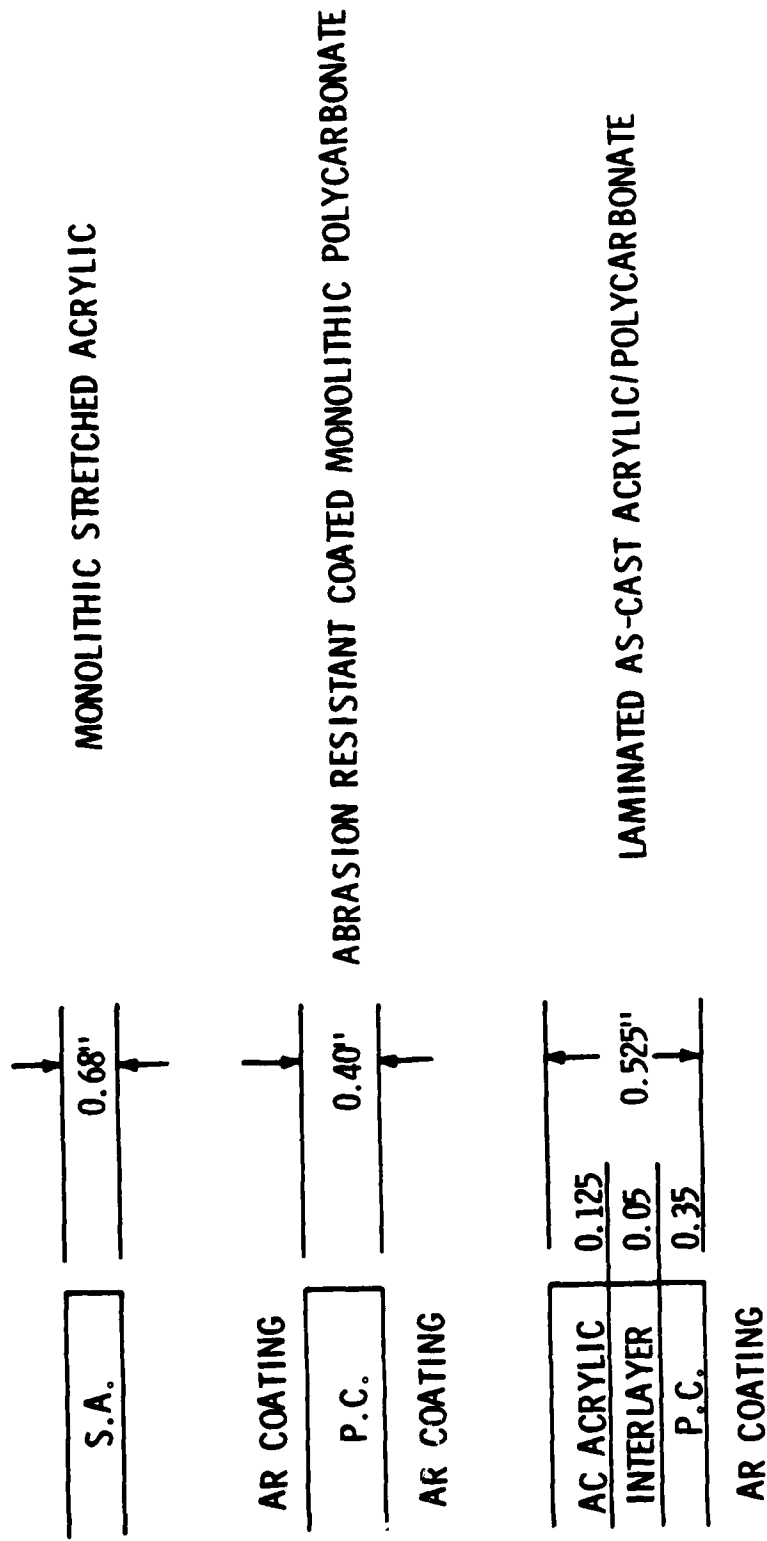 S.A.
0.68"
MONOLITHIC STRETCHED ACRYLIC
AR COATING
P.C.
AR COATING
0.40"
ABRASION RESISTANT COATED MONOLITHIC POLYCARBONATE
AC ACRYLIC 0.125
INTERLAYER 0.05
P.C. 0.35
AR COATING
0.525"
LAMINATED AS-CAST ACRYLIC/POLYCARBONATE